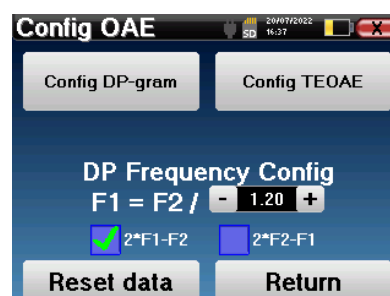 Config OAE
SD
20/07/2022
16:37
X
Config DP-gram
Config TEOAE
DP Frequency Config
F1 = F2 / - 1.20 +
2*F1-F2
2*F2-F1
Reset data
Return